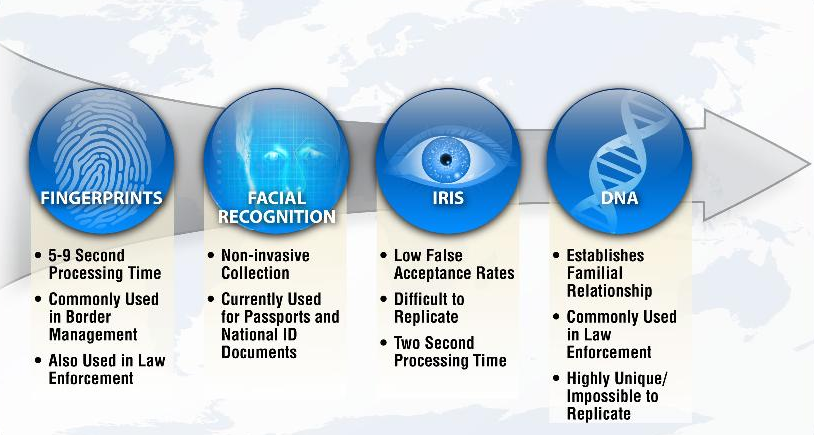 FINGERPRINTS
• 5-9 Second
Processing Time
• Commonly Used
in Border
Management
• Also Used in Law
Enforcement
FACIAL
RECOGNITION
• Non-invasive
Collection
• Currently Used
for Passports and
National ID
Documents
IRIS
• Low False
Acceptance Rates
• Difficult to
Replicate
• Two Second
Processing Time
DNA
• Establishes
Familial
Relationship
• Commonly Used
in Law
Enforcement
• Highly Unique/
Impossible to
Replicate